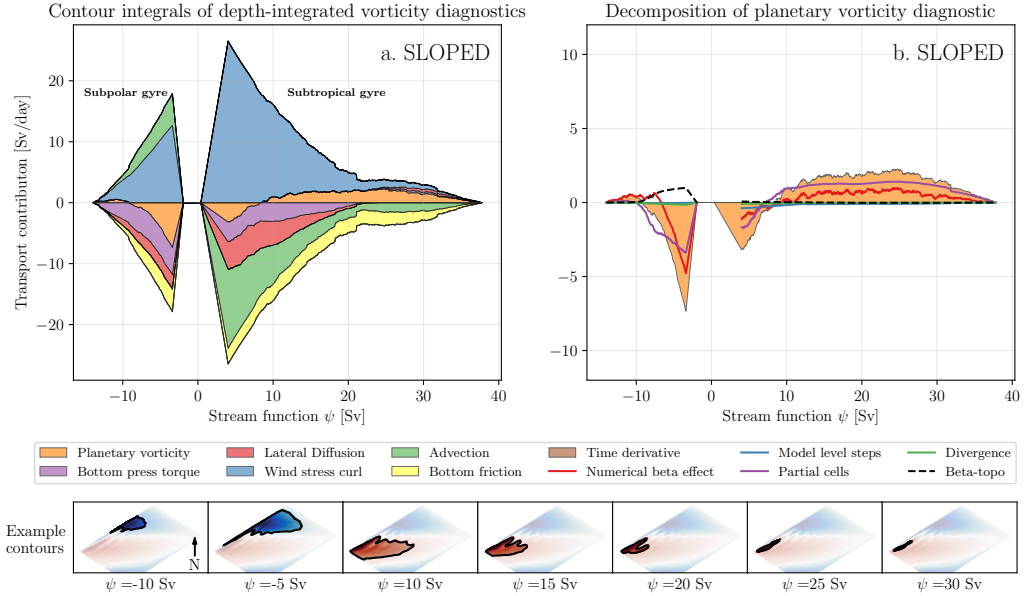 Contour integrals of depth-integrated vorticity diagnostics
Decomposition of planetary vorticity diagnostic
a. SLOPED
b. SLOPED
Subpolar gyre
Subtropical gyre
Transport contributon [Sv/day]
20
10
0
−10
−20
10
5
0
−5
−10
−10 0 10 20 30 40
−10 0 10 20 30 40
Stream function ψ [Sv]
Stream function ψ [Sv]
Planetary vorticity
Bottom press torque
Lateral Diffusion
Wind stress curl
Advection
Bottom friction
Time derivative
Numerical beta effect
Model level steps
Partial cells
Divergence
Beta-topo
Example
contours
N
ψ =-10 Sv
ψ =-5 Sv
ψ =10 Sv
ψ =15 Sv
ψ =20 Sv
ψ =25 Sv
ψ =30 Sv